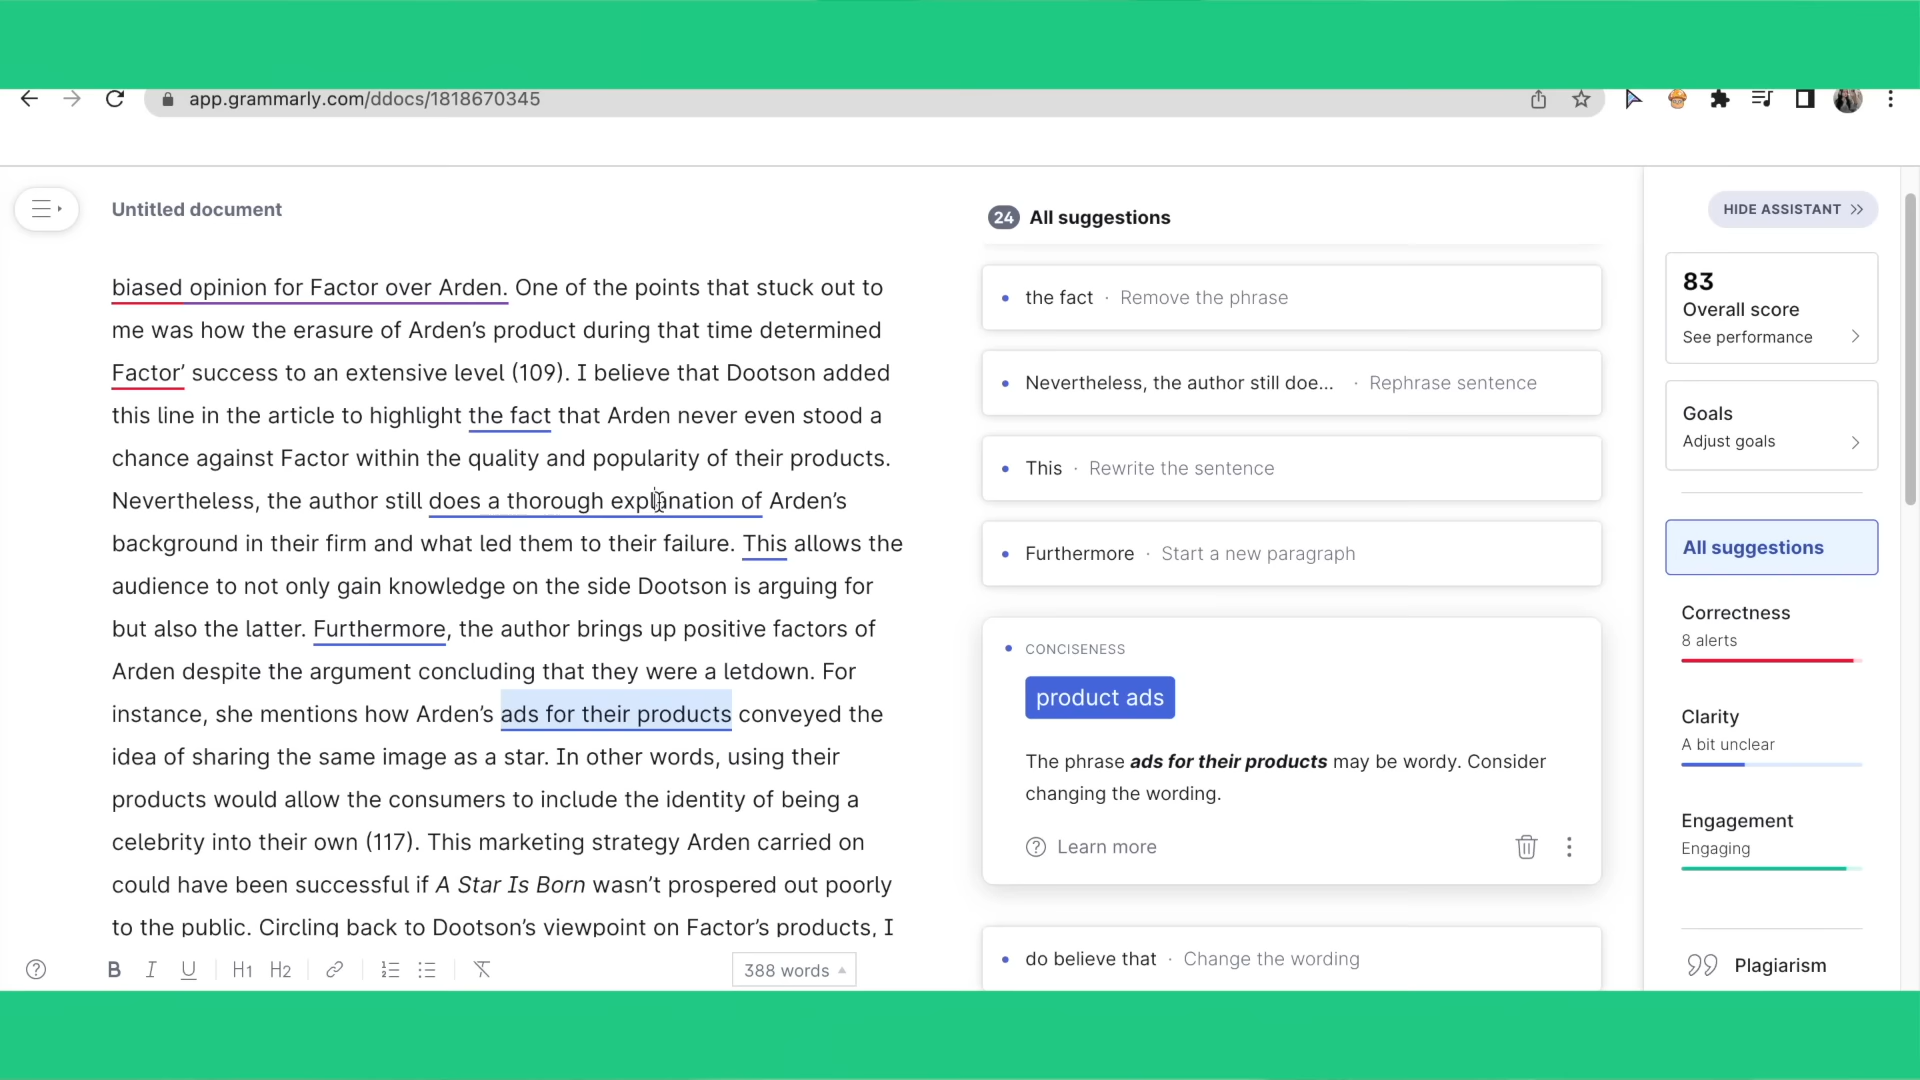 app.grammarly.com/ddocs/1818670345
Untitled document
biased opinion for Factor over Arden. One of the points that stuck out to
me was how the erasure of Arden’s product during that time determined
Factor’ success to an extensive level (109). I believe that Dootson added
this line in the article to highlight the fact that Arden never even stood a
chance against Factor within the quality and popularity of their products.
Nevertheless, the author still does a thorough explanation of Arden’s
background in their firm and what led them to their failure. This allows the
audience to not only gain knowledge on the side Dootson is arguing for
but also the latter. Furthermore, the author brings up positive factors of
Arden despite the argument concluding that they were a letdown. For
instance, she mentions how Arden’s ads for their products conveyed the
idea of sharing the same image as a star. In other words, using their
products would allow the consumers to include the identity of being a
celebrity into their own (117). This marketing strategy Arden carried on
could have been successful if A Star Is Born wasn’t prospered out poorly
to the public. Circling back to Dootson’s viewpoint on Factor’s products, I
B I U H1 H2
388 words
24 All suggestions
the fact · Remove the phrase
Nevertheless, the author still doe... · Rephrase sentence
This · Rewrite the sentence
Furthermore · Start a new paragraph
CONCISENESS
product ads
The phrase ads for their products may be wordy. Consider
changing the wording.
Learn more
do believe that · Change the wording
HIDE ASSISTANT
83
Overall score
See performance
Goals
Adjust goals
All suggestions
Correctness
8 alerts
Clarity
A bit unclear
Engagement
Engaging
Plagiarism